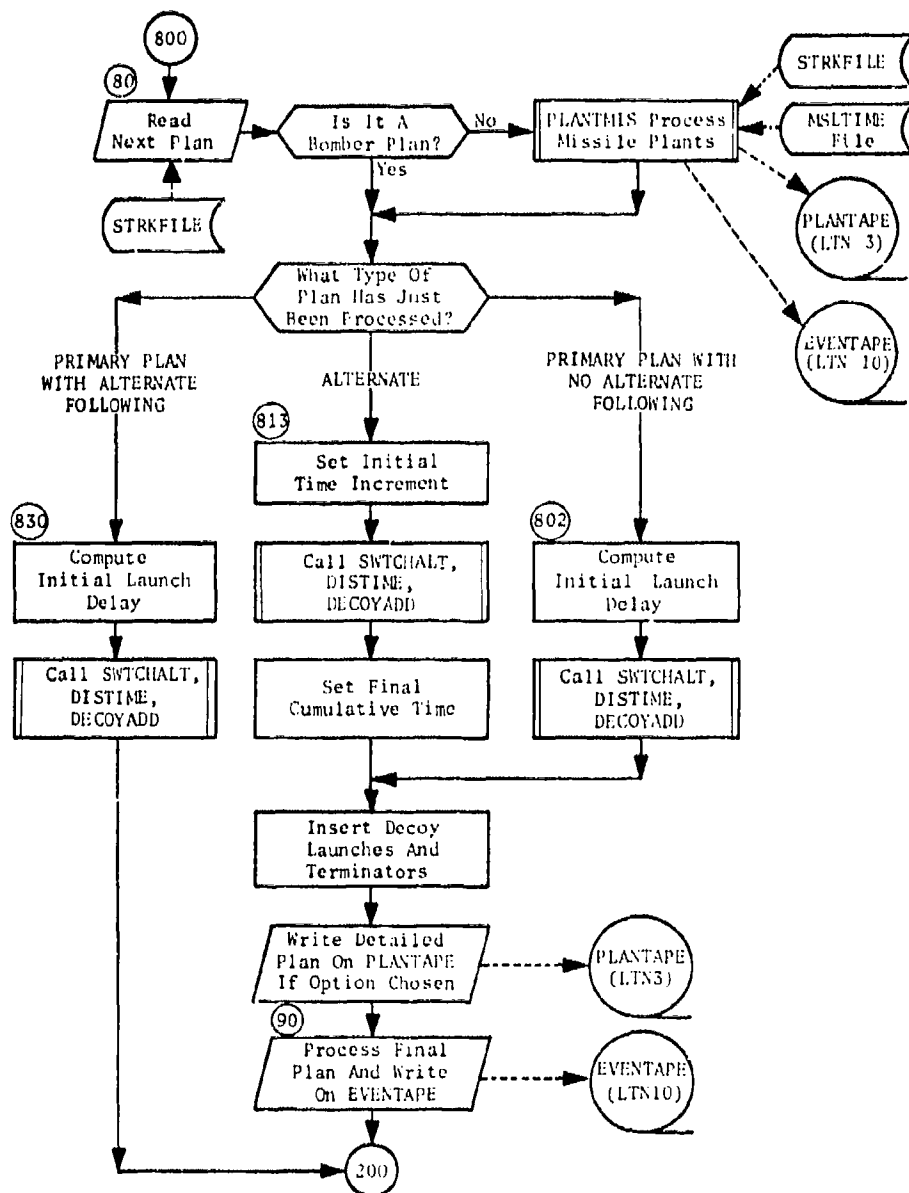 800
80
Read
Next Plan
Is It A
Bomber Plan?
No
Yes
PLANTMIS Process
Missile Plants
STRKFILE
MSLTIME
File
STRKFILE
PLANTAPE
(LTN 3)
EVENTAPE
(LTN 10)
What Type Of
Plan Has Just
Been Processed?
PRIMARY PLAN
WITH ALTERNATE
FOLLOWING
ALTERNATE
PRIMARY PLAN WITH
NO ALTERNATE
FOLLOWING
813
Set Initial
Time Increment
830
Compute
Initial Launch
Delay
Call SWTCHALT,
DISTIME,
DECOYADD
802
Compute
Initial Launch
Delay
Call SWTCHALT,
DISTIME,
DECOYADD
Set Final
Cumulative Time
Call SWTCHALT,
DISTIME,
DECOYADD
Insert Decoy
Launches And
Terminators
Write Detailed
Plan On PLANTAPE
If Option Chosen
PLANTAPE
(LTN3)
90
Process Final
Plan And Write
On EVENTAPE
EVENTAPE
(LTN10)
200